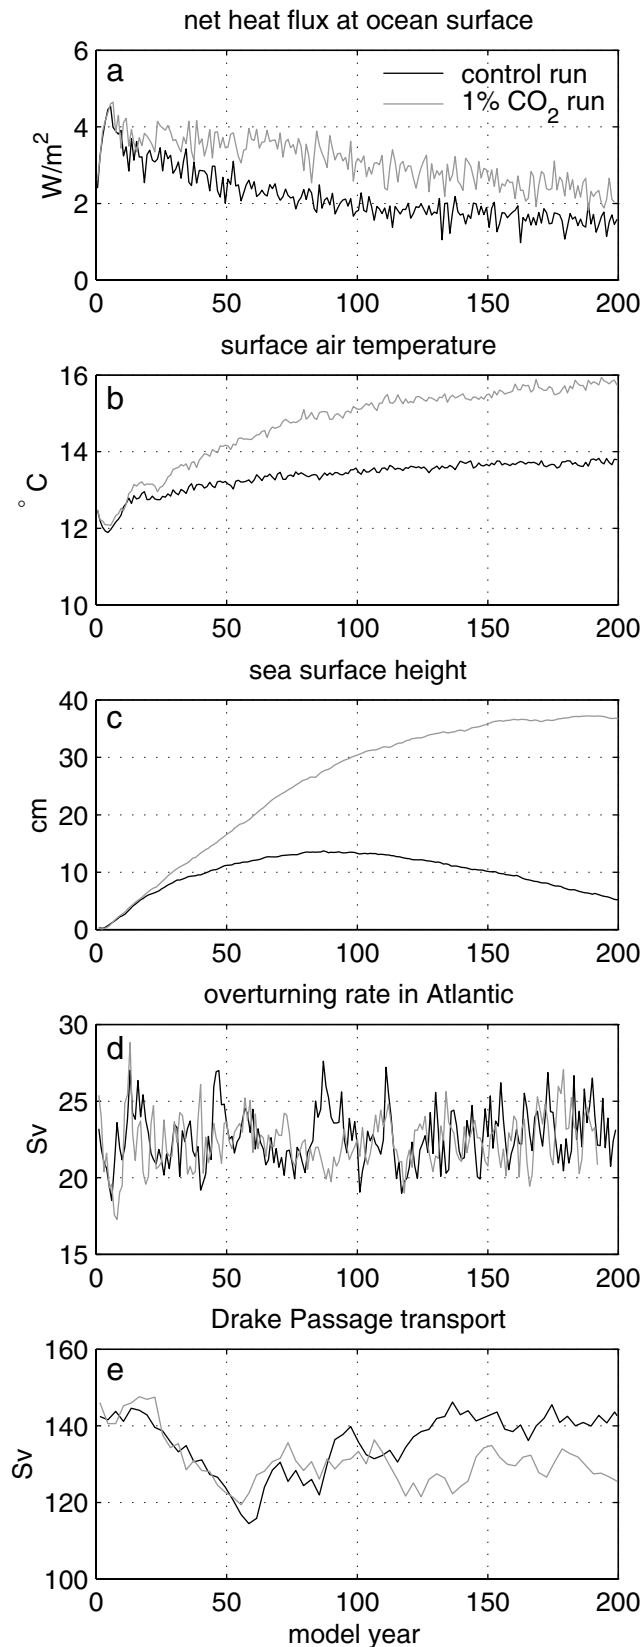 net heat flux at ocean surface
a
control run
1% CO2 run
W/m2
6
4
2
0
0 50 100 150 200
surface air temperature
b
° C
16
14
12
10
0 50 100 150 200
sea surface height
c
cm
40
30
20
10
0
0 50 100 150 200
overturning rate in Atlantic
d
Sv
30
25
20
15
0 50 100 150 200
Drake Passage transport
e
Sv
160
140
120
100
0 50 100 150 200
model year